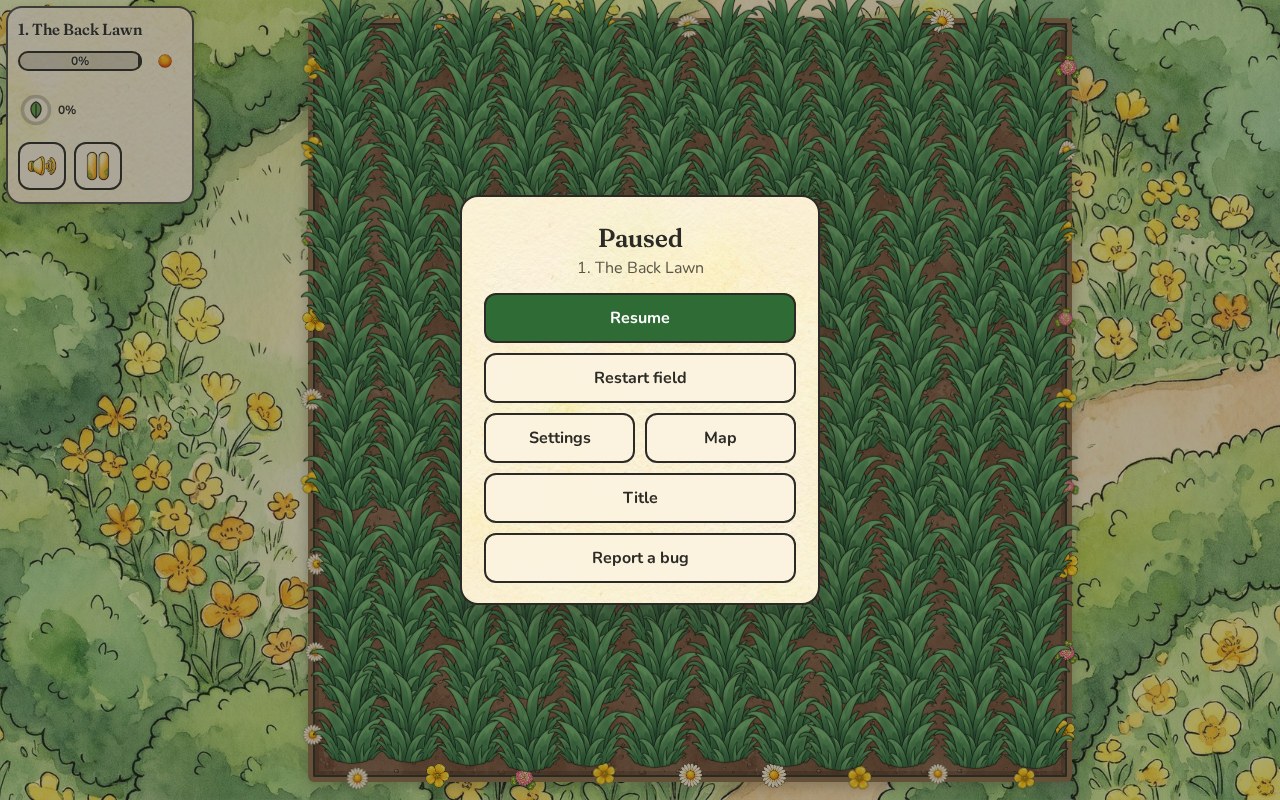 1. The Back Lawn
0%
0%
Paused
1. The Back Lawn
Resume
Restart field
Settings
Map
Title
Report a bug